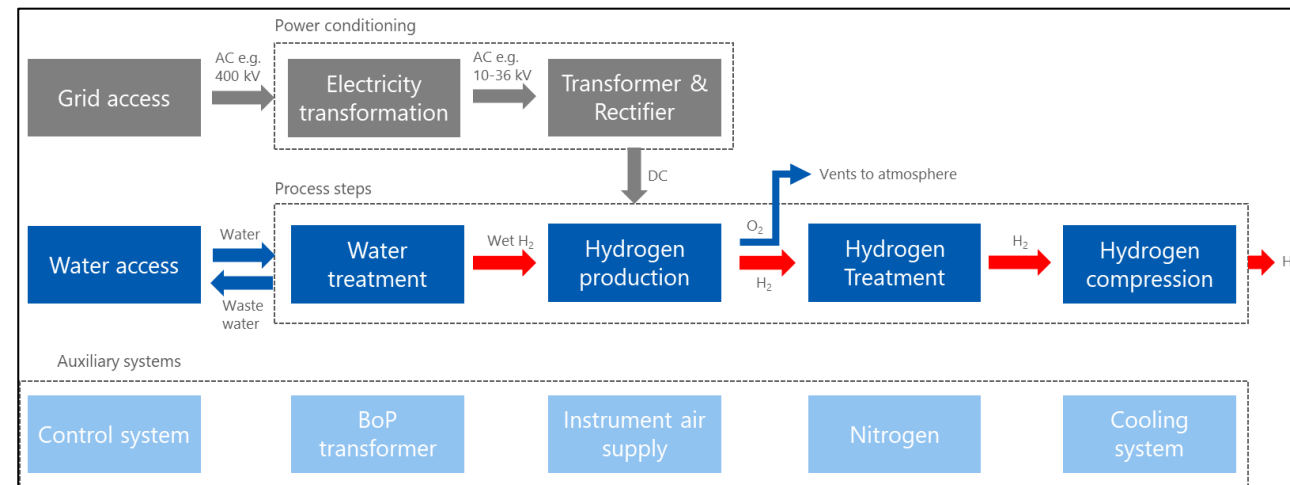 Power conditioning
Grid access
AC e.g.
400 kV
Electricity
transformation
AC e.g.
10-36 kV
Transformer &
Rectifier
DC
Vents to atmosphere
Process steps
Water access
Water
Waste
water
Water
treatment
Wet H₂
Hydrogen
production
O₂
H₂
Hydrogen
Treatment
H₂
Hydrogen
compression
H
Auxiliary systems
Control system
BoP
transformer
Instrument air
supply
Nitrogen
Cooling
system